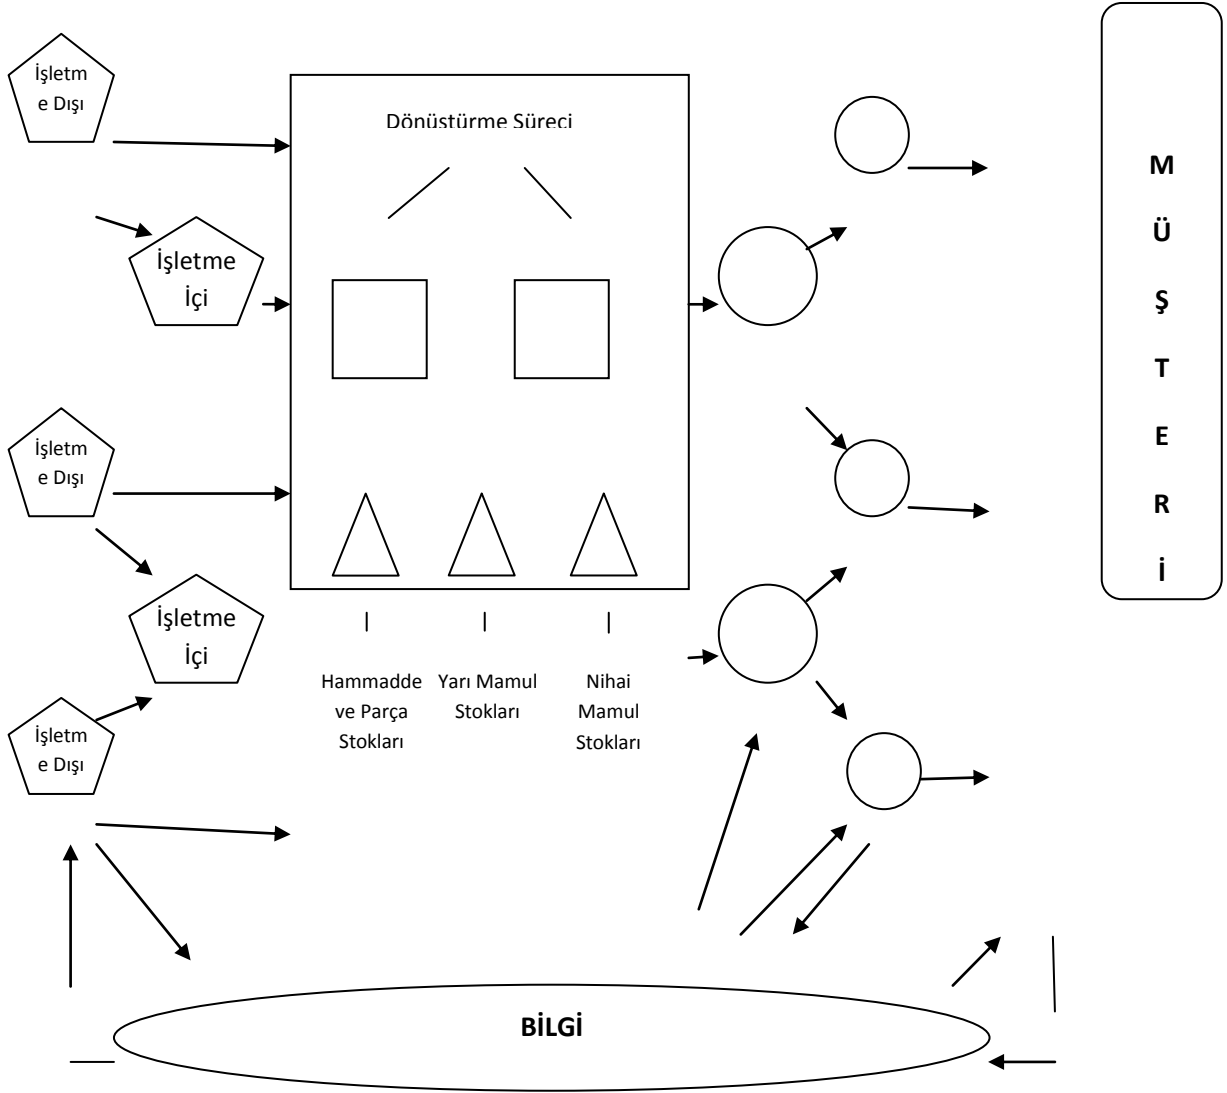 İşletm
e Dışı
Dönüştürme Süreci
İşletme
İçi
İşletm
e Dışı
İşletme
İçi
İşletm
e Dışı
Hammadde
ve Parça
Stokları
Yarı Mamul
Stokları
Nihai
Mamul
Stokları
M
Ü
Ş
T
E
R
İ
BİLGİ